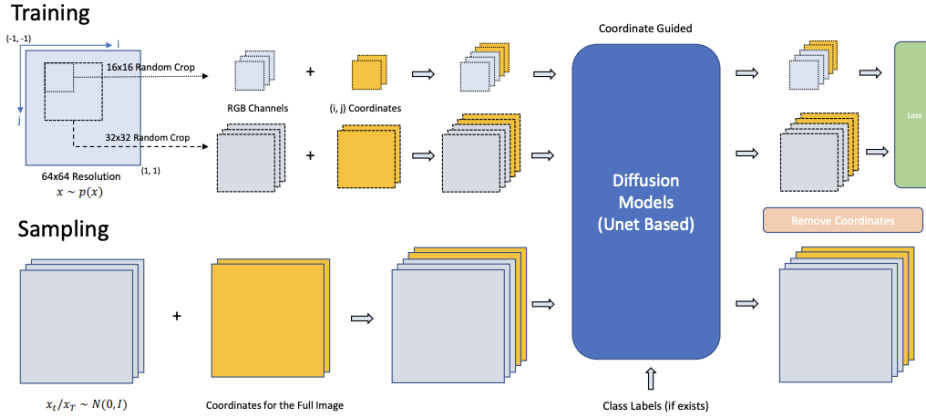 Training
(-1, -1)
i
j
16x16 Random Crop
32x32 Random Crop
(1, 1)
64x64 Resolution
x ~ p(x)
RGB Channels
+
(i, j) Coordinates
+
Coordinate Guided
Diffusion
Models
(Unet Based)
Loss
Remove Coordinates
Sampling
+
x_t/x_T ~ N(0, I)
Coordinates for the Full Image
Class Labels (if exists)